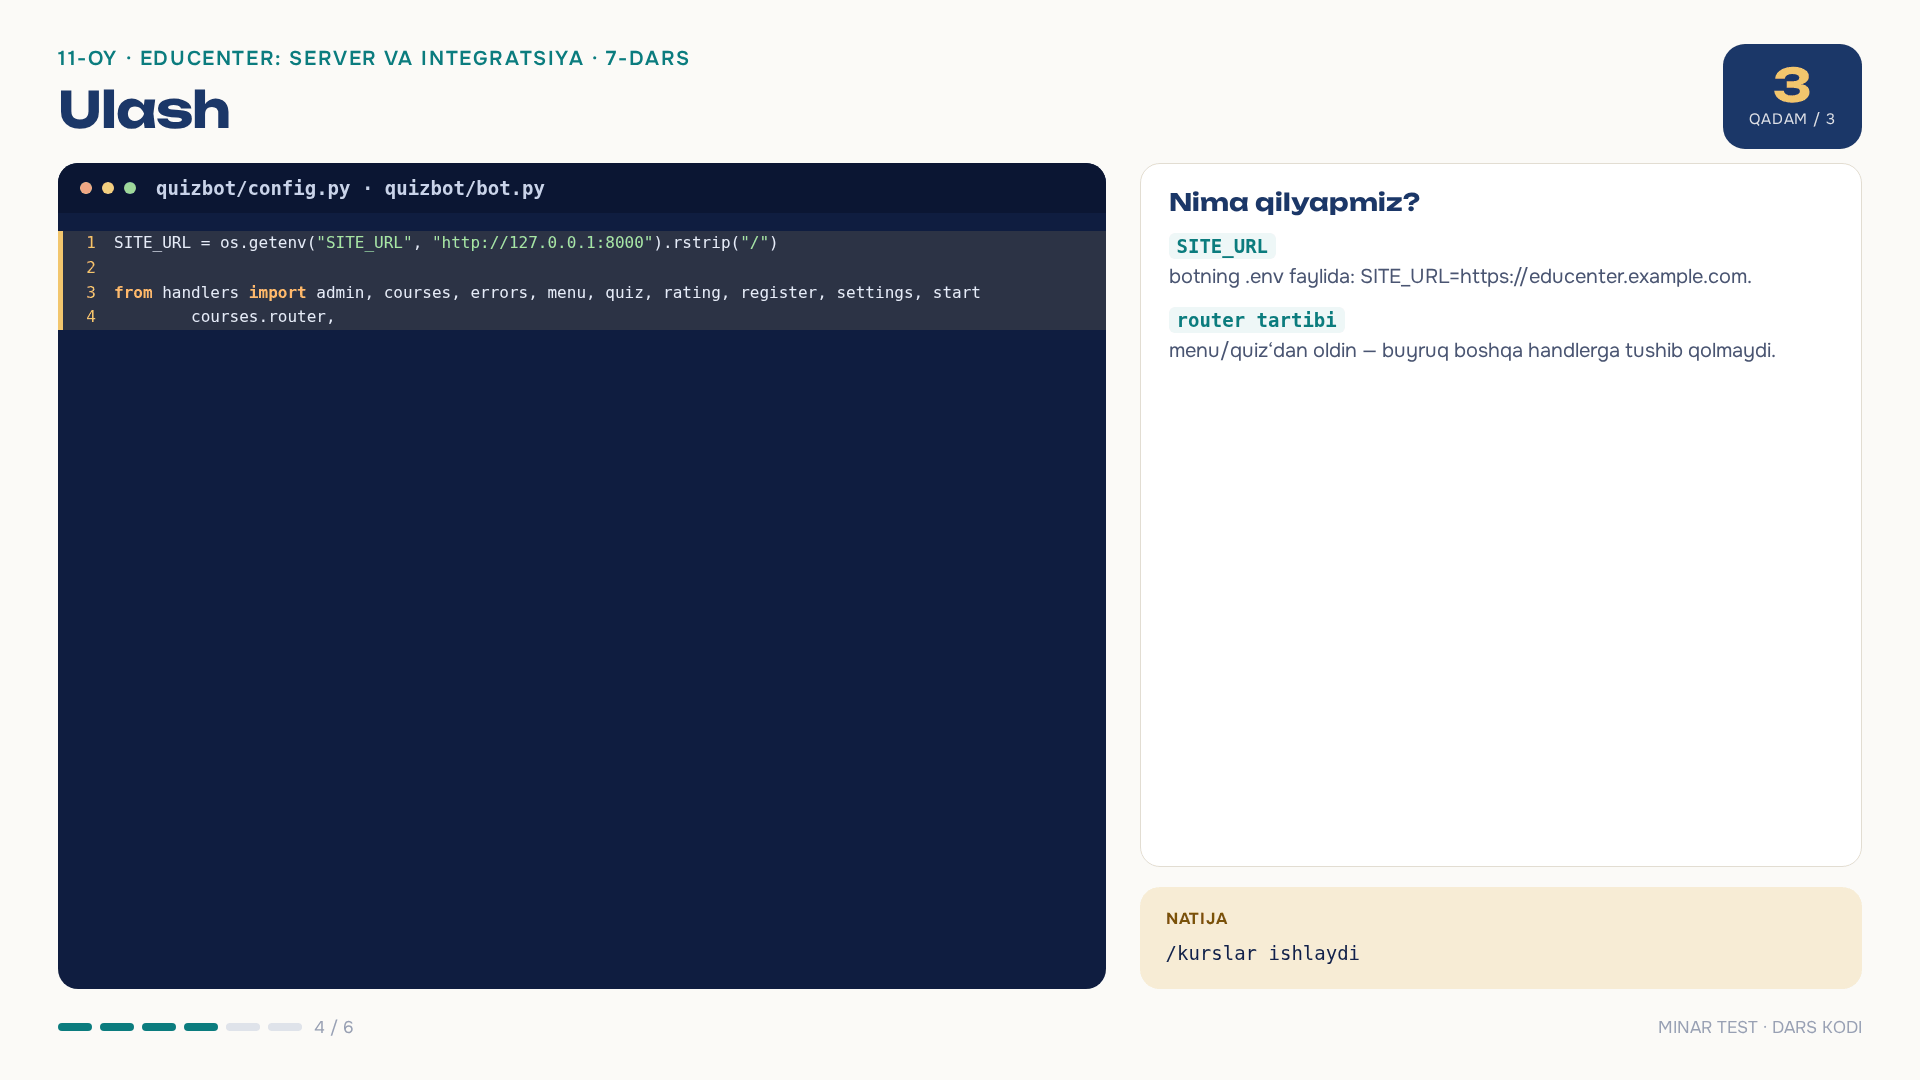 11-OY · EDUCENTER: SERVER VA INTEGRATSIYA · 7-DARS
Ulash
3
QADAM / 3
quizbot/config.py · quizbot/bot.py
1 SITE_URL = os.getenv("SITE_URL", "http://127.0.0.1:8000").rstrip("/")
2
3 from handlers import admin, courses, errors, menu, quiz, rating, register, settings, start
4         courses.router,
Nima qilyapmiz?
SITE_URL
botning .env faylida: SITE_URL=https://educenter.example.com.
router tartibi
menu/quiz‘dan oldin — buyruq boshqa handlerga tushib qolmaydi.
NATIJA
/kurslar ishlaydi
4 / 6
MINAR TEST · DARS KODI